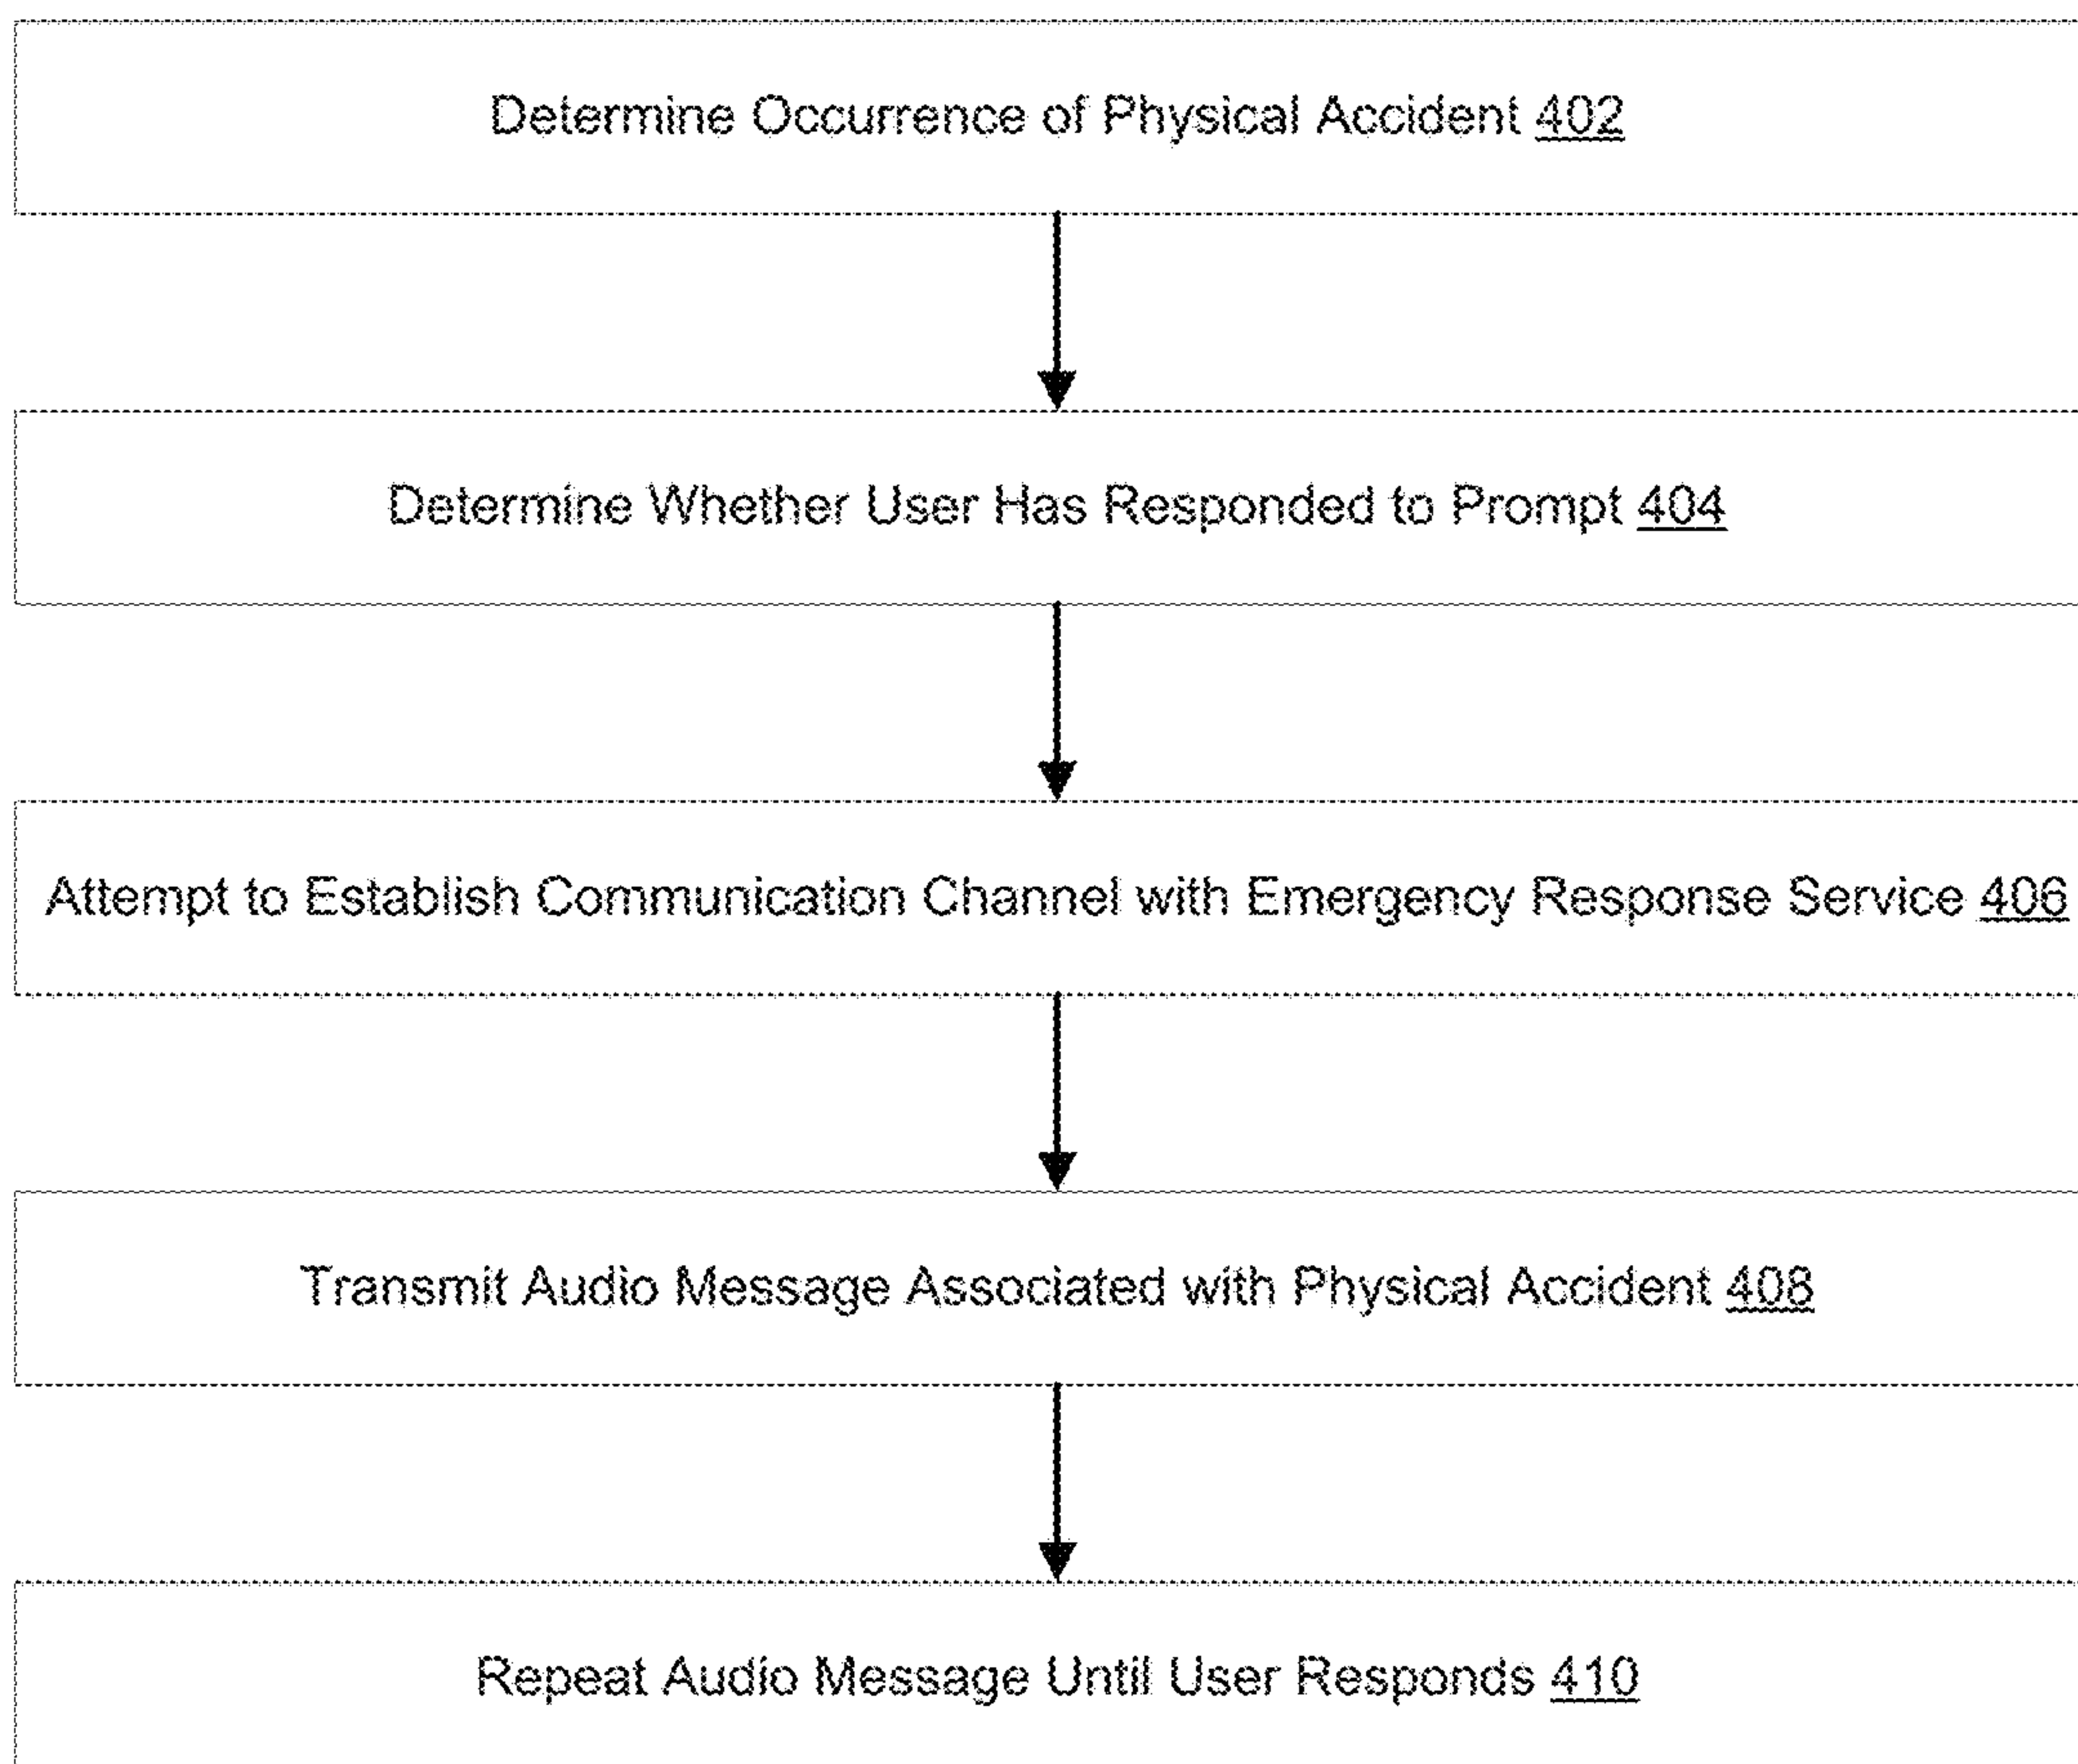 Determine Occurrence of Physical Accident 402
Determine Whether User Has Responded to Prompt 404
Attempt to Establish Communication Channel with Emergency Response Service 406
Transmit Audio Message Associated with Physical Accident 408
Repeat Audio Message Until User Responds 410